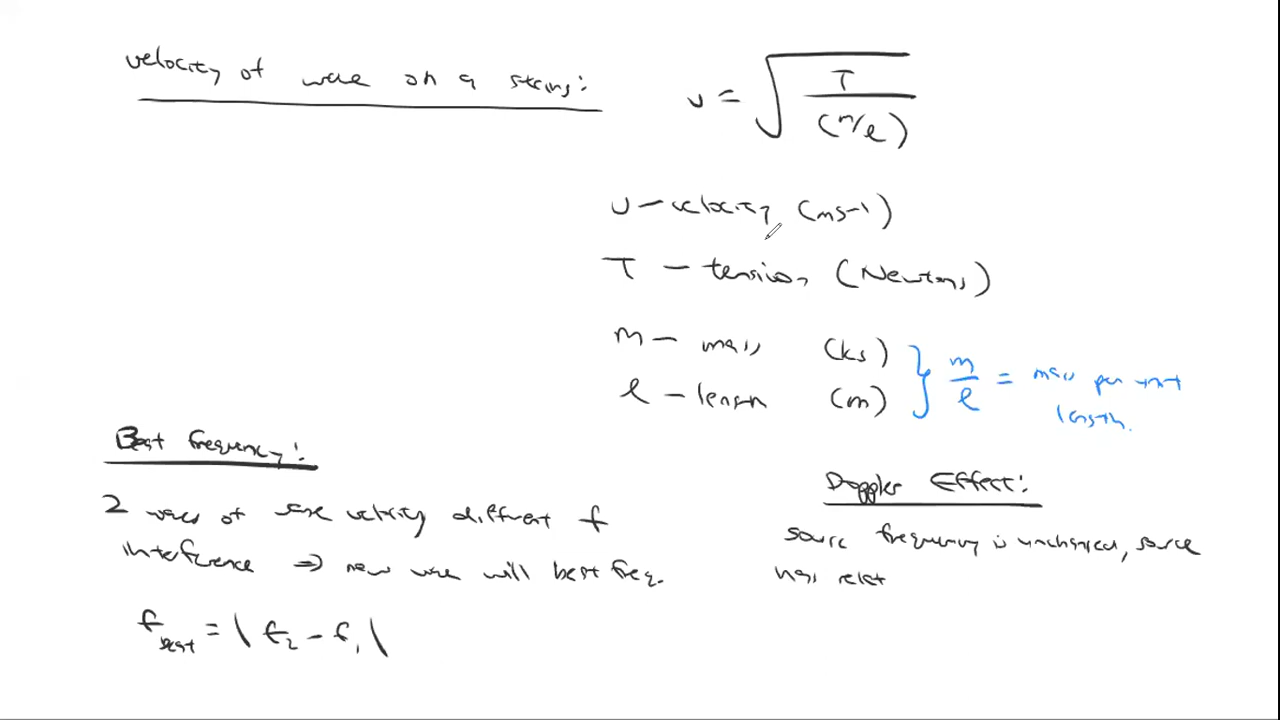 velocity of wave on a string:
v = √(T / (m/l))
v – velocity (ms-1)
T – tension (Newtons)
m – mass (kg)
l – length (m)
} m/l = mass per unit length.
Beat frequency:
2 waves of same velocity different f
interference → new wave will beat freq.
f beat = | f2 - f1 |
Doppler Effect:
source frequency is unchanged, source
has relat